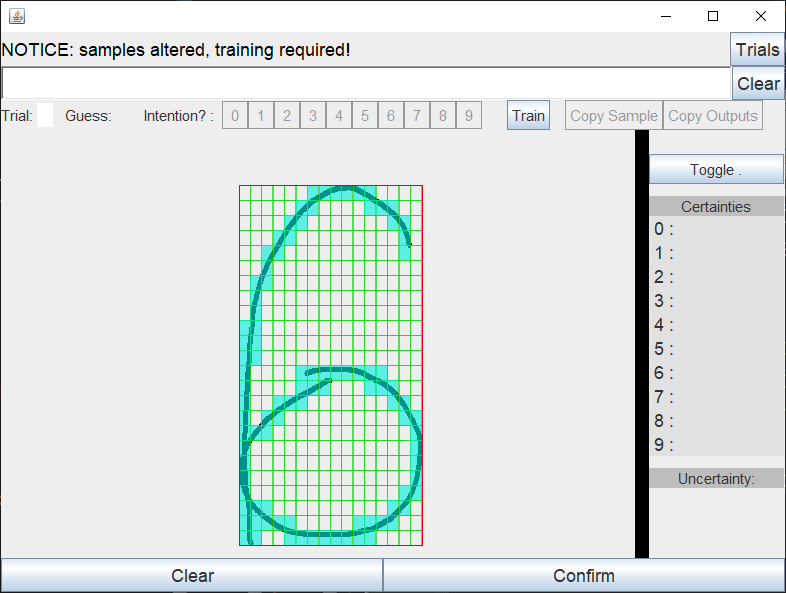 NOTICE: samples altered, training required!
Trials
Clear
Trial: Guess: Intention? : 0 1 2 3 4 5 6 7 8 9 Train Copy Sample Copy Outputs
Toggle .
Certainties
0 :
1 :
2 :
3 :
4 :
5 :
6 :
7 :
8 :
9 :
Uncertainty:
6
Clear Confirm